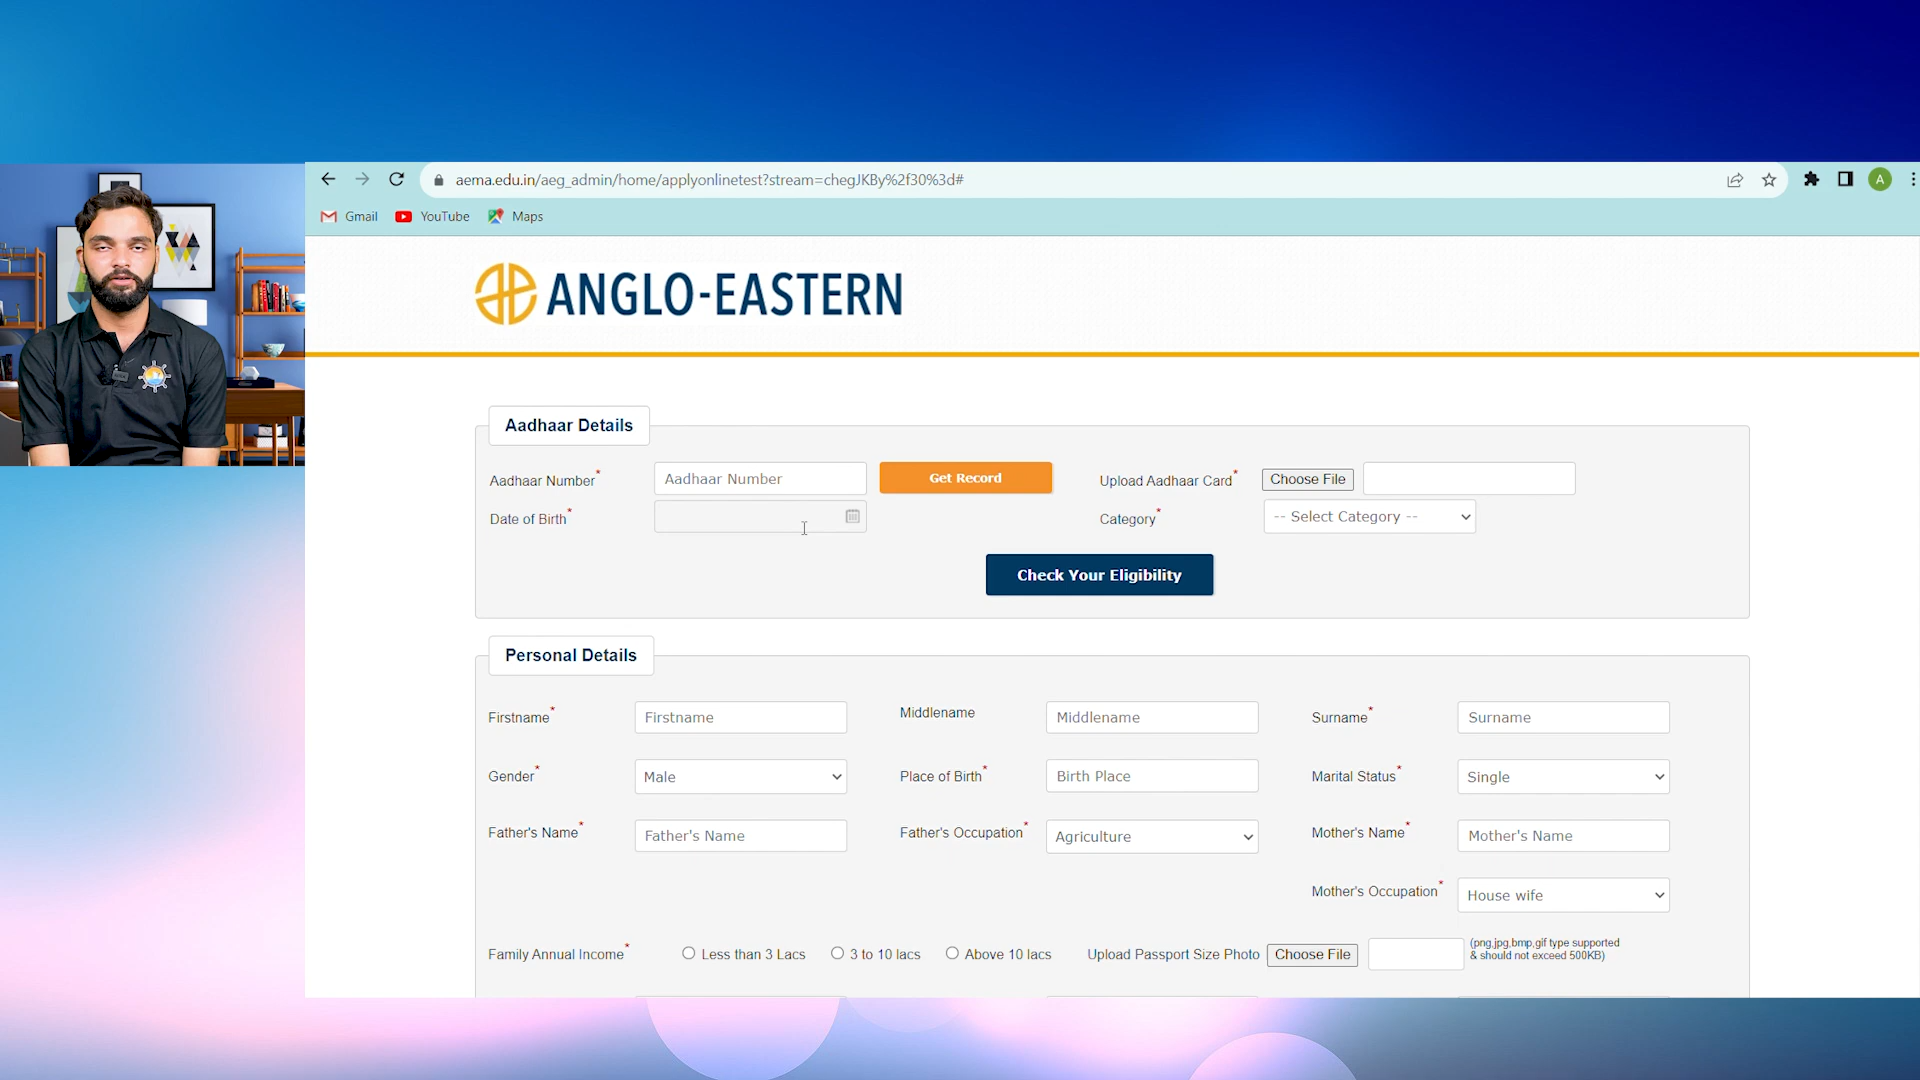 aema.edu.in/aeg_admin/home/applyonlinetest?stream=chegJKBy%2f30%3d#
A
Gmail YouTube Maps
ANGLO-EASTERN
Aadhaar Details
Aadhaar Number* Aadhaar Number Get Record Upload Aadhaar Card* Choose File
Date of Birth* Category* -- Select Category --
Check Your Eligibility
Personal Details
Firstname* Firstname Middlename Middlename Surname* Surname
Gender* Male Place of Birth* Birth Place Marital Status* Single
Father's Name* Father's Name Father's Occupation* Agriculture Mother's Name* Mother's Name
Mother's Occupation* House wife
Family Annual Income* Less than 3 Lacs 3 to 10 lacs Above 10 lacs Upload Passport Size Photo Choose File (png,jpg,bmp,gif type supported
& should not exceed 500KB)